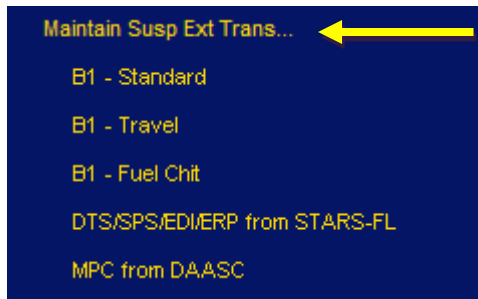 Maintain Susp Ext Trans...
B1 - Standard
B1 - Travel
B1 - Fuel Chit
DTS/SPS/EDI/ERP from STARS-FL
MPC from DAASC